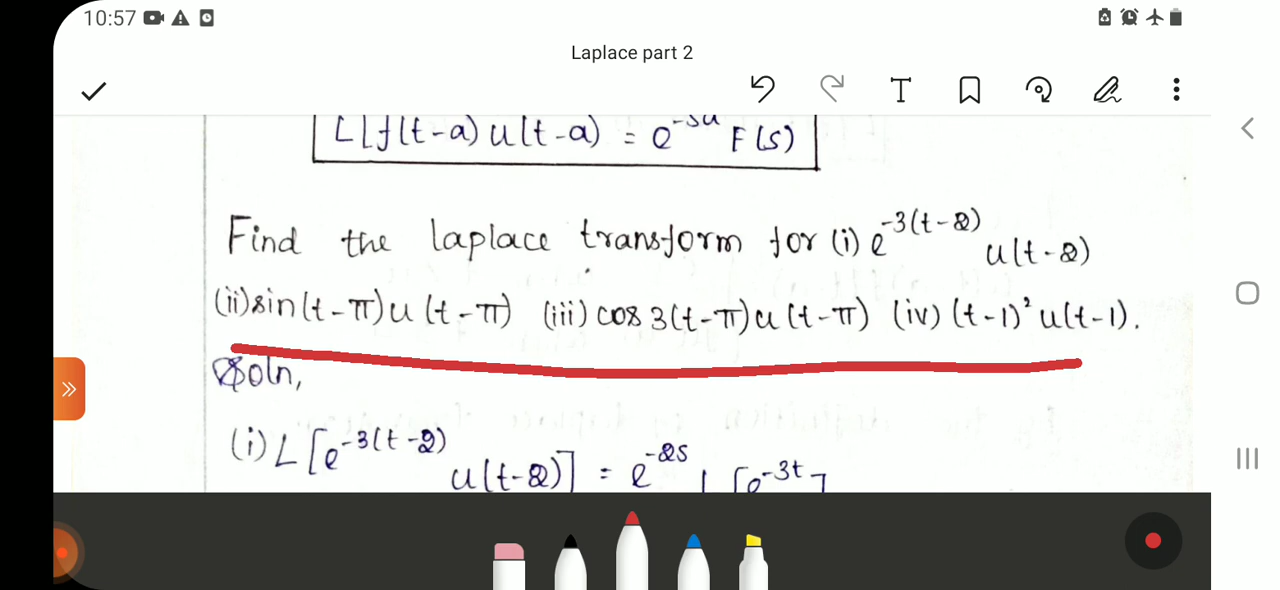 10:57
Laplace part 2
L[f(t-a) u(t-a) = e^-sa F(s)
Find the laplace transform for (i) e^-3(t-2) u(t-2)
(ii) sin(t-π)u(t-π) (iii) cos 3(t-π)u(t-π) (iv) (t-1)² u(t-1).
Soln,
(i) L[e^-3(t-2) u(t-2)] = e^-2s L[e^-3t]